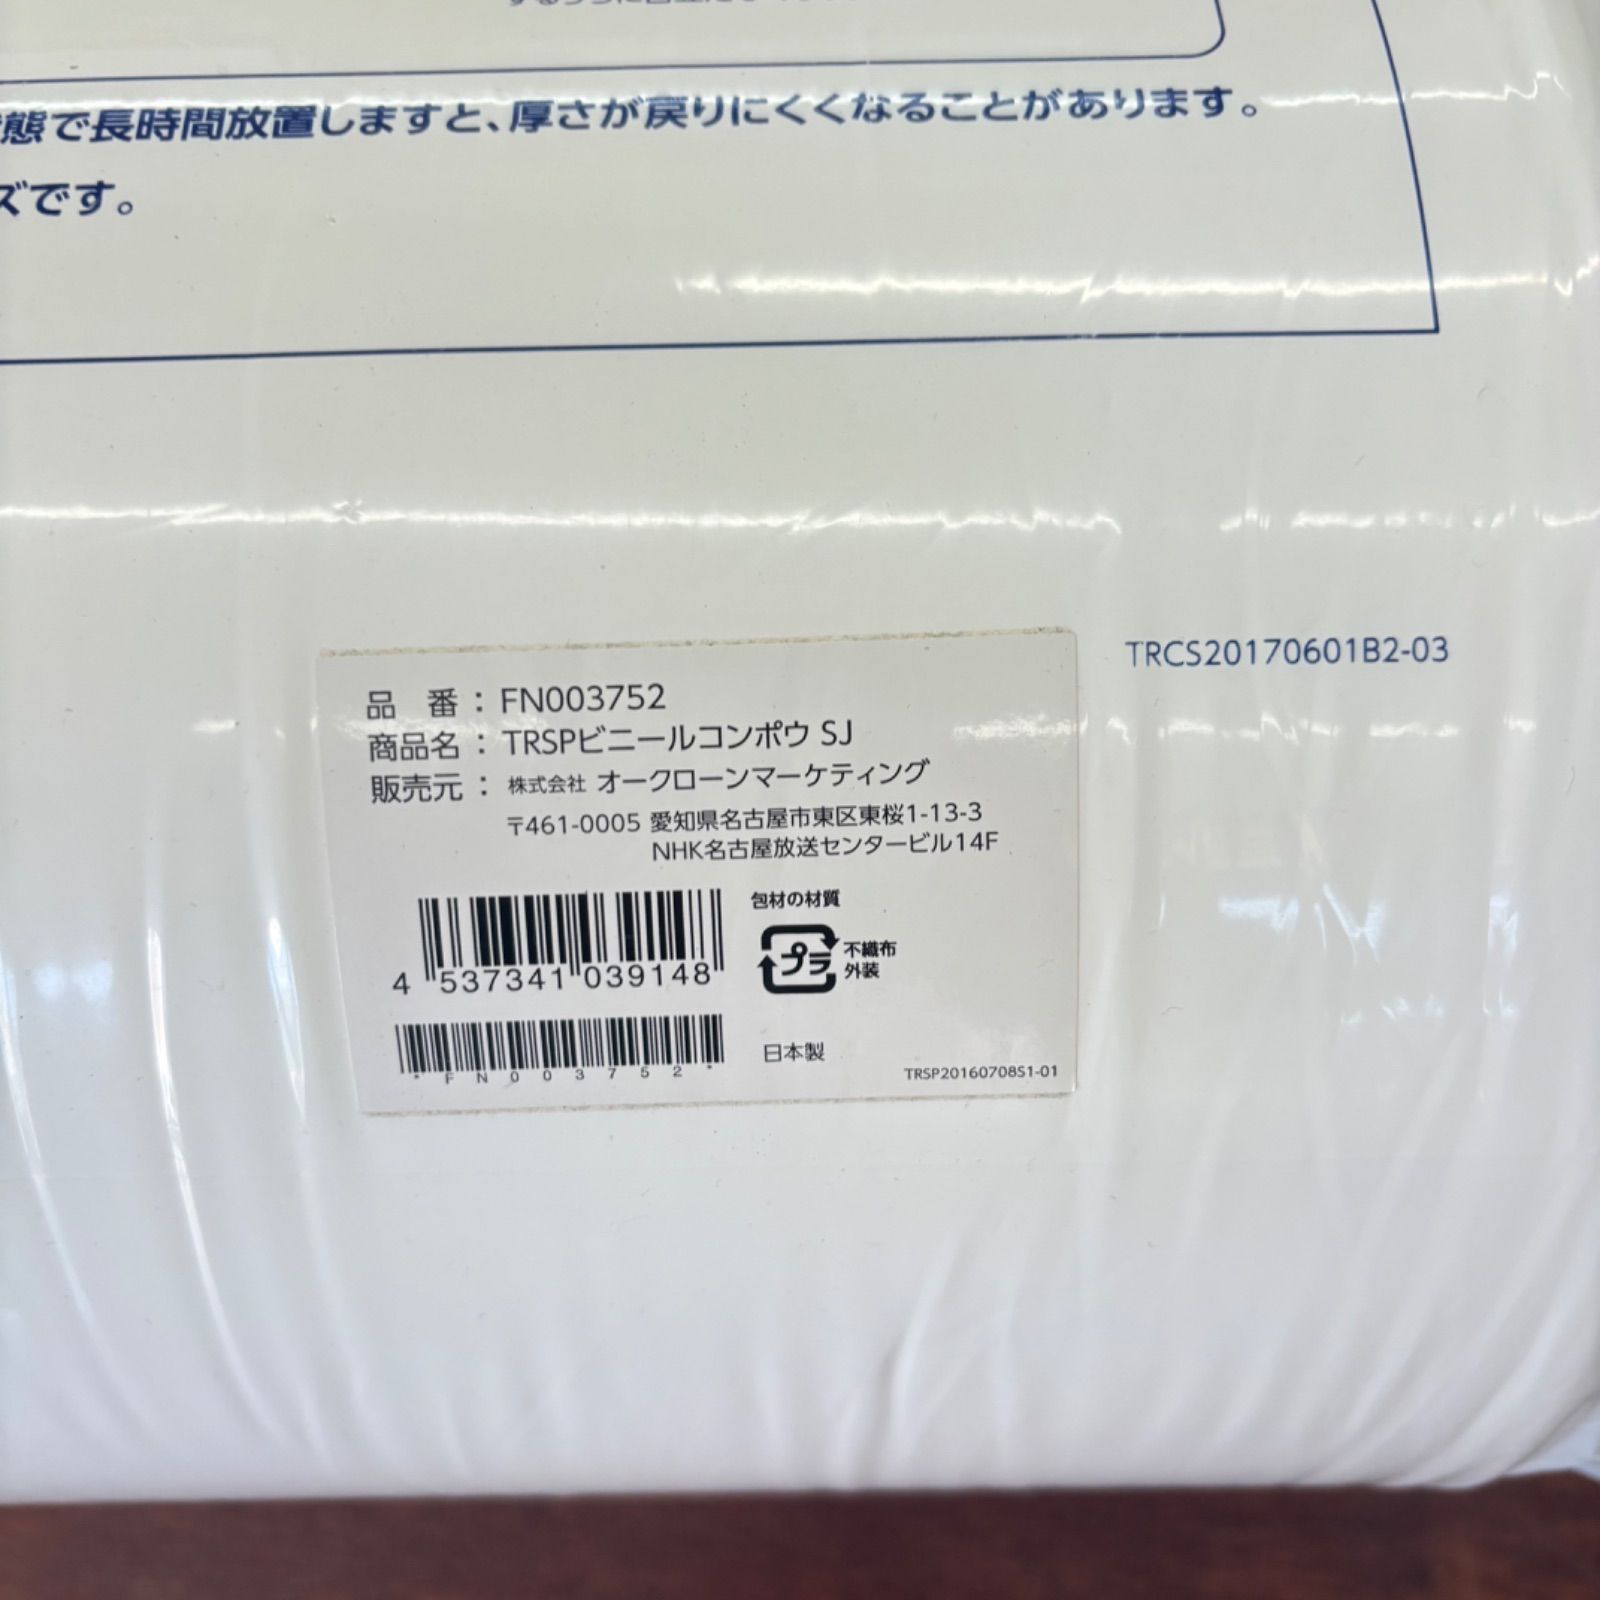 態で長時間放置しますと、厚さが戻りにくくなることがあります。
ズです。
TRCS20170601B2-03
品 番：FN003752
商品名：TRSPビニールコンポウ SJ
販売元：株式会社 オークローンマーケティング
〒461-0005 愛知県名古屋市東区東桜1-13-3
NHK名古屋放送センタービル14F
包材の材質
プラ
不織布
外装
4 537341 039148
*FN003752*
日本製
TRSP20160708S1-01